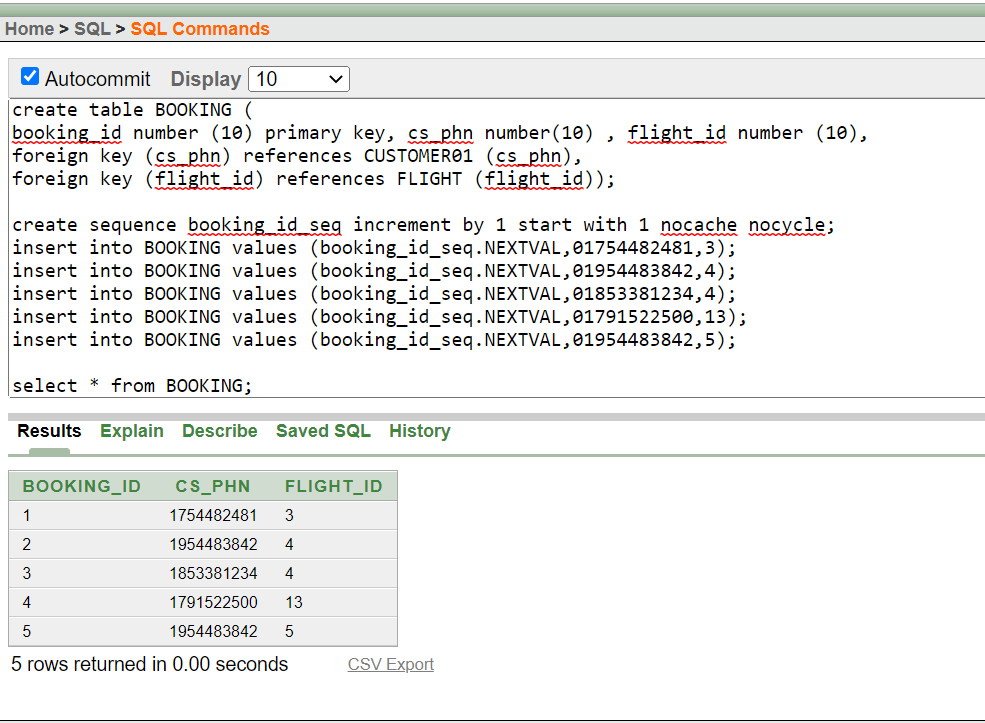 Home > SQL > SQL Commands
Autocommit Display 10
create table BOOKING (
booking_id number (10) primary key, cs_phn number(10) , flight_id number (10),
foreign key (cs_phn) references CUSTOMER01 (cs_phn),
foreign key (flight_id) references FLIGHT (flight_id));
create sequence booking_id_seq increment by 1 start with 1 nocache nocycle;
insert into BOOKING values (booking_id_seq.NEXTVAL,01754482481,3);
insert into BOOKING values (booking_id_seq.NEXTVAL,01954483842,4);
insert into BOOKING values (booking_id_seq.NEXTVAL,01853381234,4);
insert into BOOKING values (booking_id_seq.NEXTVAL,01791522500,13);
insert into BOOKING values (booking_id_seq.NEXTVAL,01954483842,5);
select * from BOOKING;
Results Explain Describe Saved SQL History
BOOKING_ID CS_PHN FLIGHT_ID
1 1754482481 3
2 1954483842 4
3 1853381234 4
4 1791522500 13
5 1954483842 5
5 rows returned in 0.00 seconds CSV Export